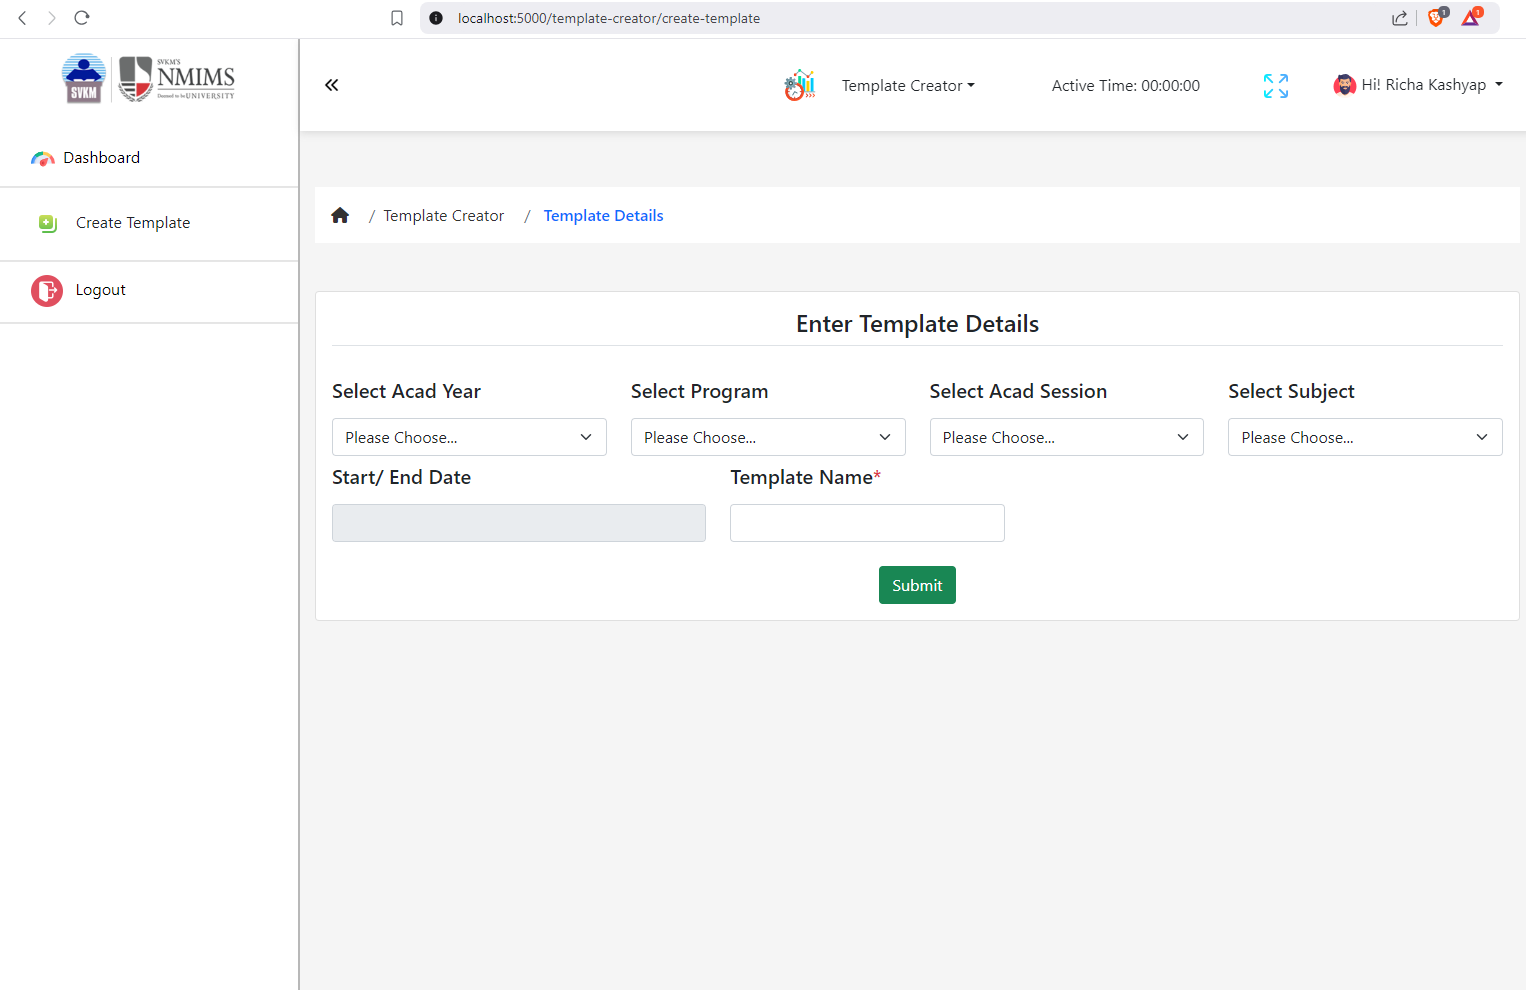 localhost:5000/template-creator/create-template
1
1
SVKM
SVKM'S
NMIMS
Deemed to be UNIVERSITY
Template Creator
Active Time: 00:00:00
Hi! Richa Kashyap
Dashboard
Create Template
Logout
/ Template Creator / Template Details
Enter Template Details
Select Acad Year
Select Program
Select Acad Session
Select Subject
Please Choose...
Please Choose...
Please Choose...
Please Choose...
Start/ End Date
Template Name*
Submit